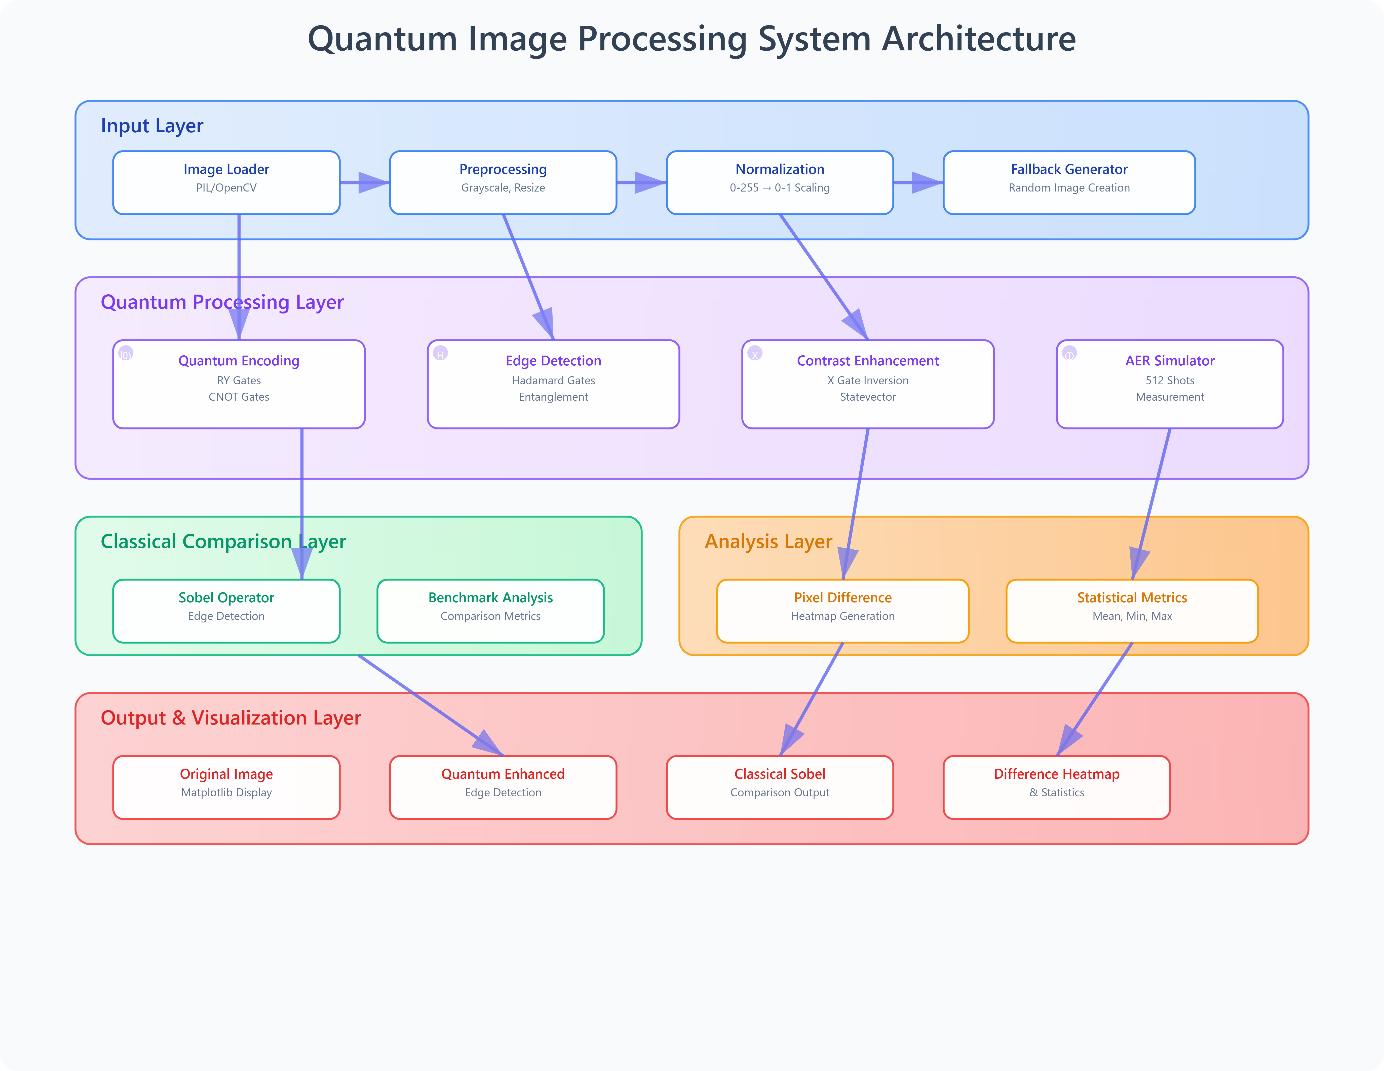 Quantum Image Processing System Architecture
Input Layer
Image Loader
PIL/OpenCV
Preprocessing
Grayscale, Resize
Normalization
0-255 → 0-1 Scaling
Fallback Generator
Random Image Creation
Quantum Processing Layer
Quantum Encoding
RY Gates
CNOT Gates
H
Edge Detection
Hadamard Gates
Entanglement
X
Contrast Enhancement
X Gate Inversion
Statevector
AER Simulator
512 Shots
Measurement
Classical Comparison Layer
Sobel Operator
Edge Detection
Benchmark Analysis
Comparison Metrics
Analysis Layer
Pixel Difference
Heatmap Generation
Statistical Metrics
Mean, Min, Max
Output & Visualization Layer
Original Image
Matplotlib Display
Quantum Enhanced
Edge Detection
Classical Sobel
Comparison Output
Difference Heatmap
& Statistics